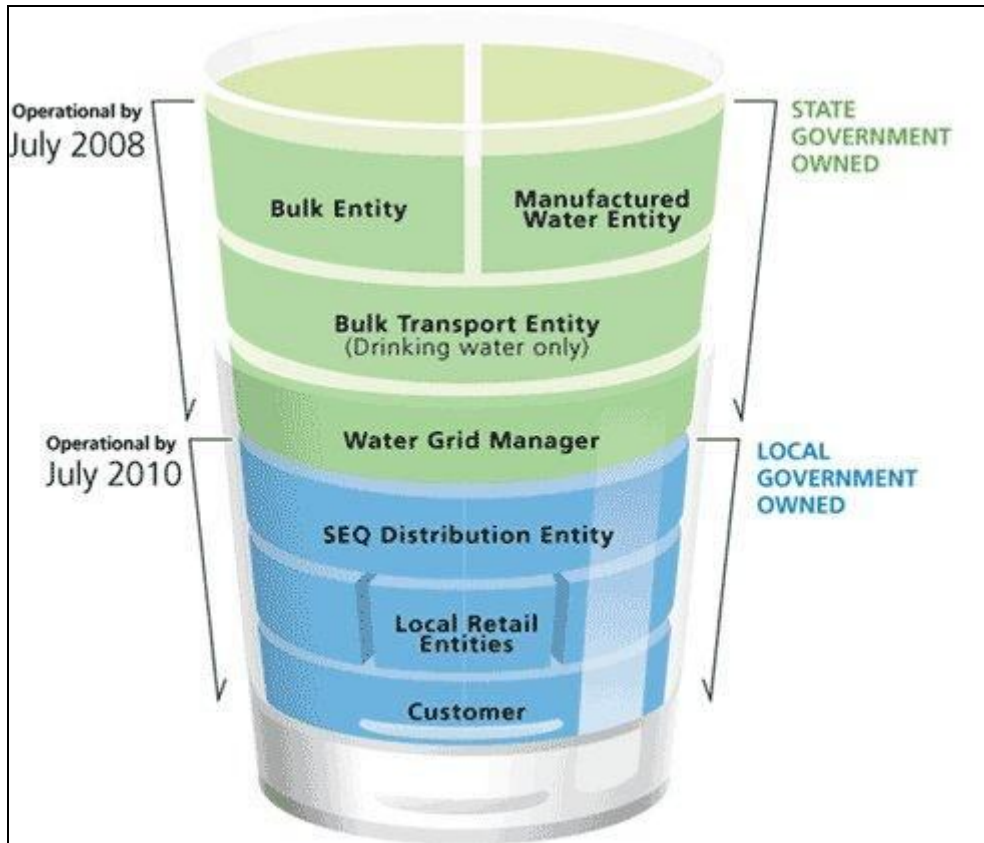 Operational by
July 2008
STATE
GOVERNMENT
OWNED
Bulk Entity
Manufactured
Water Entity
Bulk Transport Entity
(Drinking water only)
Water Grid Manager
Operational by
July 2010
LOCAL
GOVERNMENT
OWNED
SEQ Distribution Entity
Local Retail
Entities
Customer